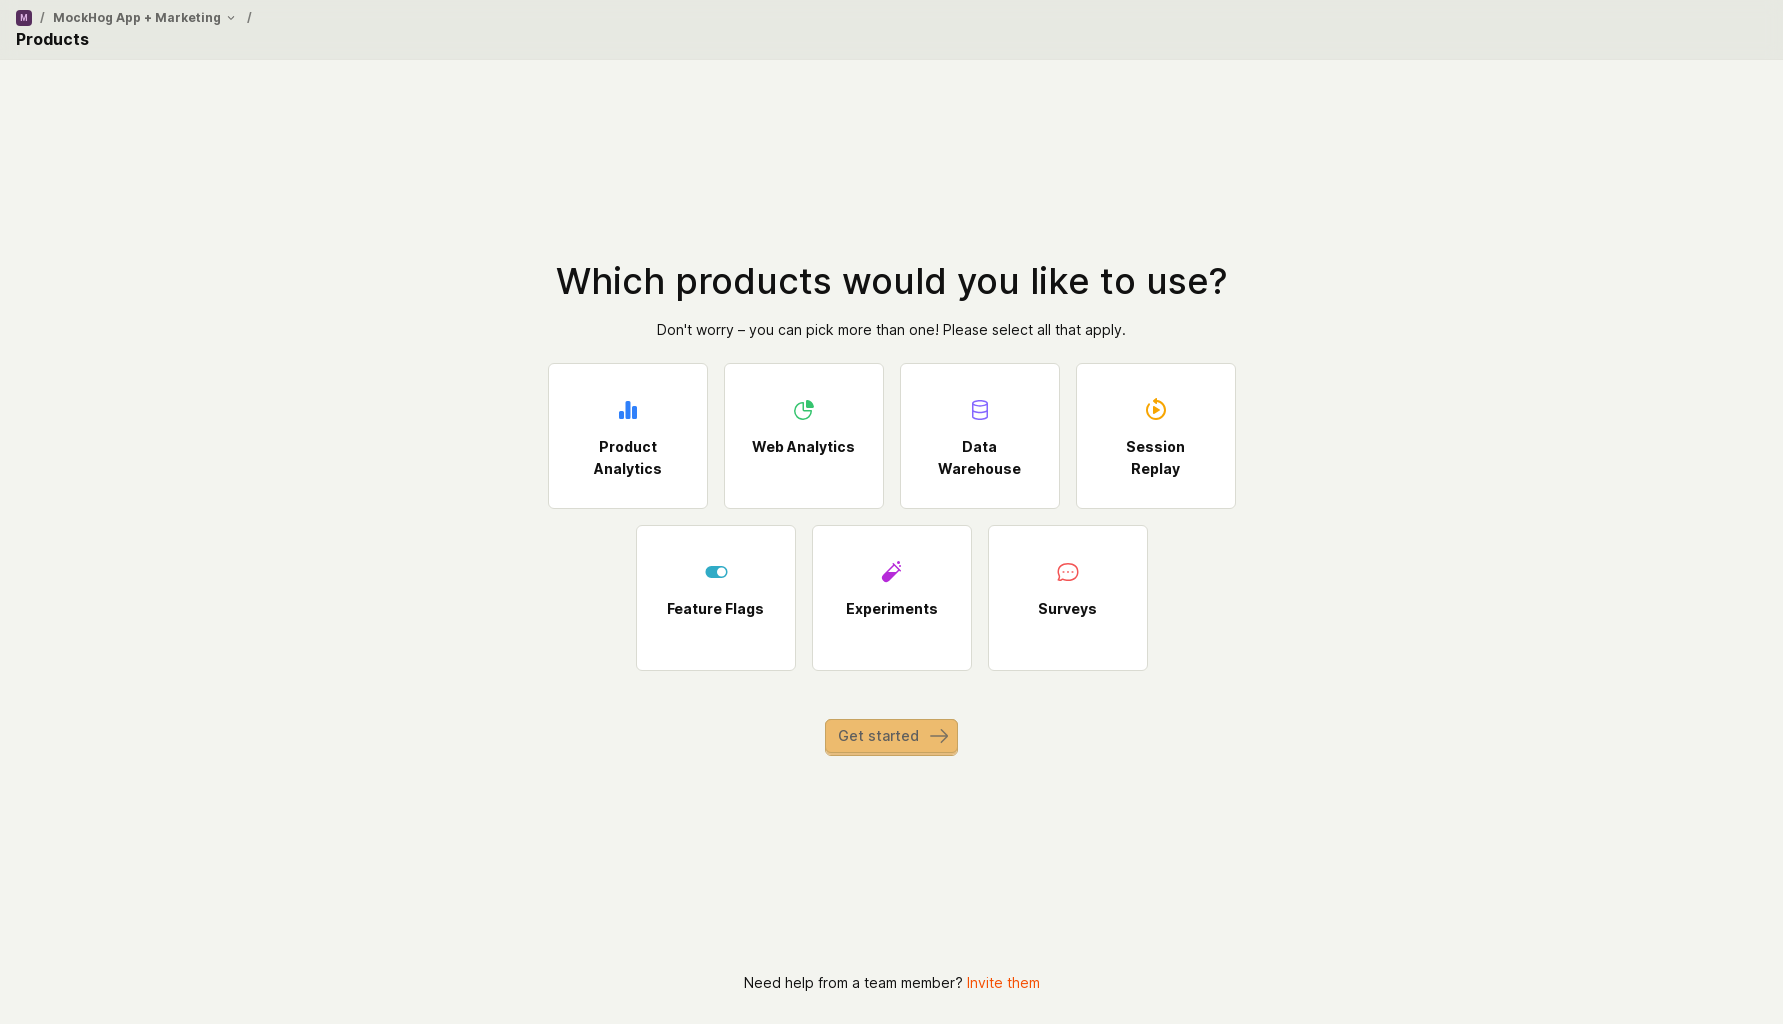 M / MockHog App + Marketing /
Products
Which products would you like to use?
Don't worry – you can pick more than one! Please select all that apply.
Product
Analytics
Web Analytics
Data
Warehouse
Session
Replay
Feature Flags
Experiments
Surveys
Get started
Need help from a team member? Invite them